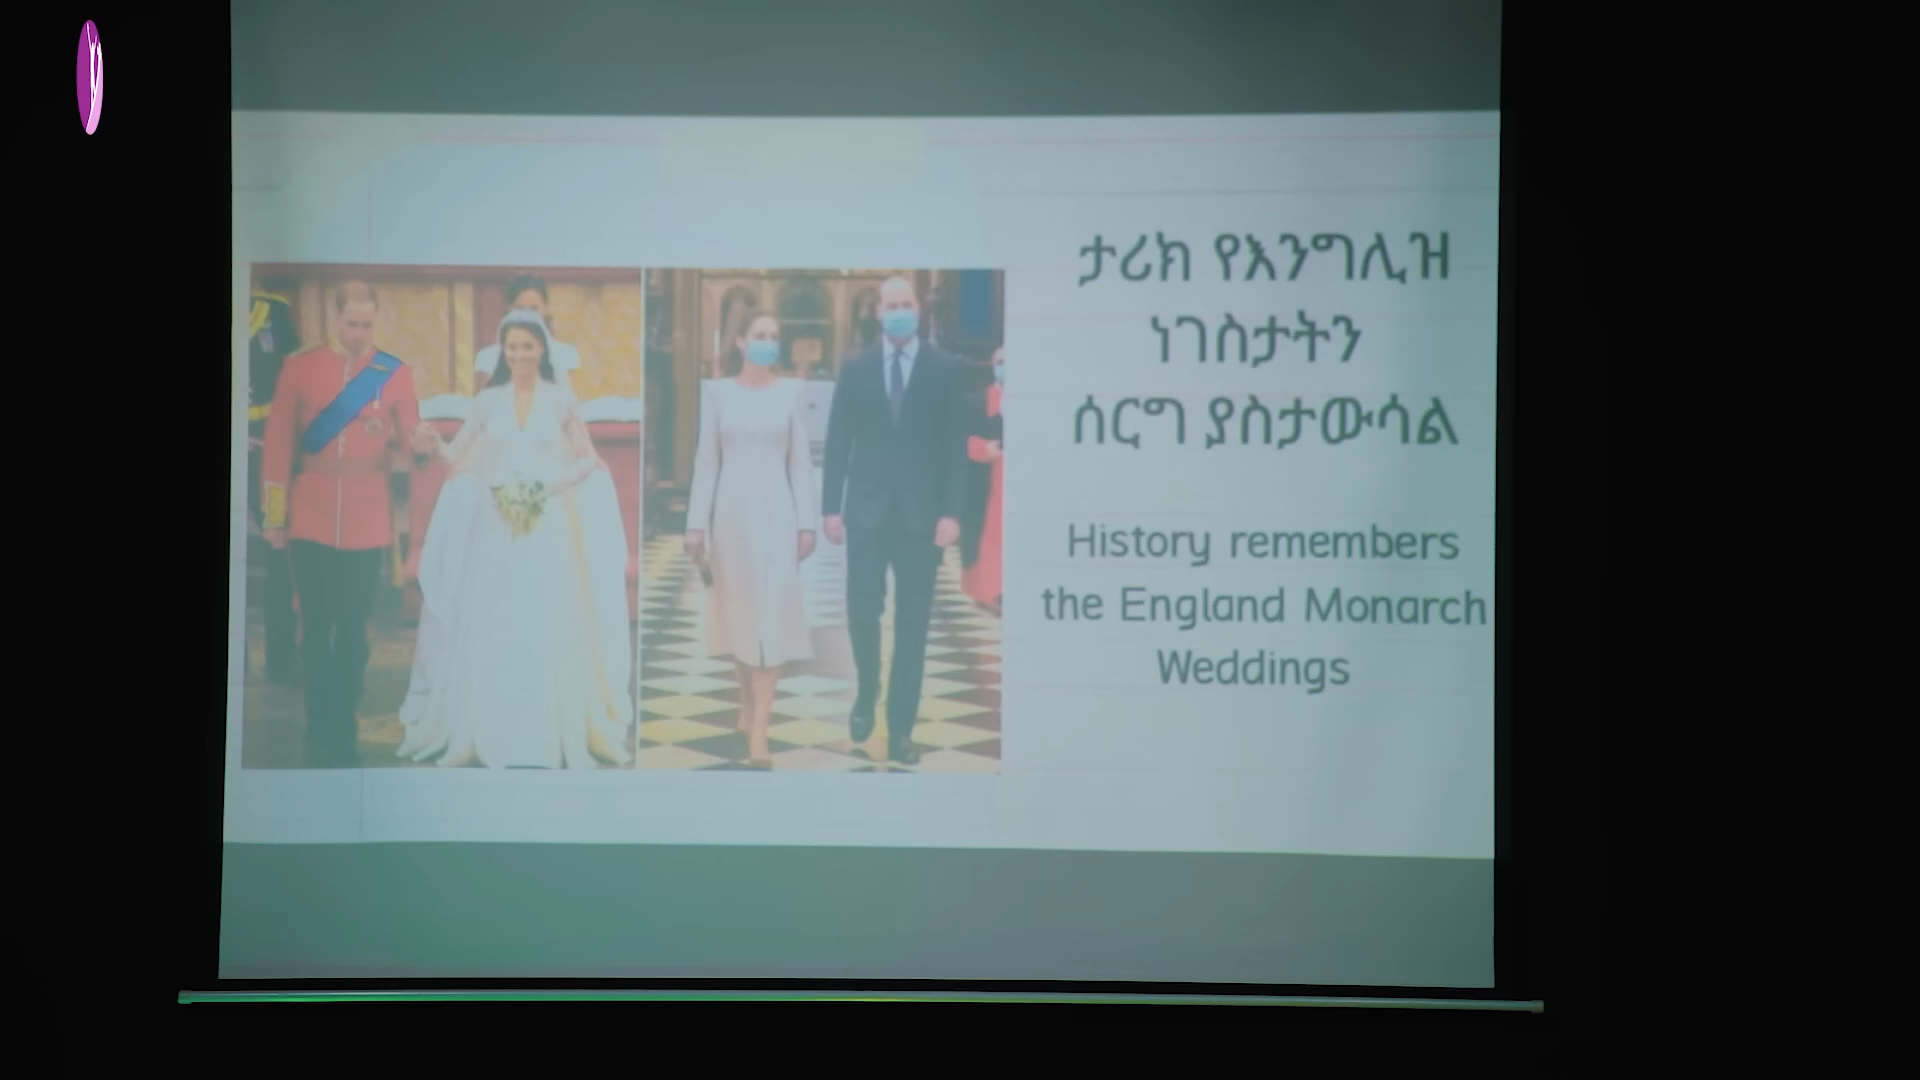 ታሪክ የእንግሊዝ
ነገስታትን
ሰርግ ያስታውሳል
History remembers
the England Monarch
Weddings